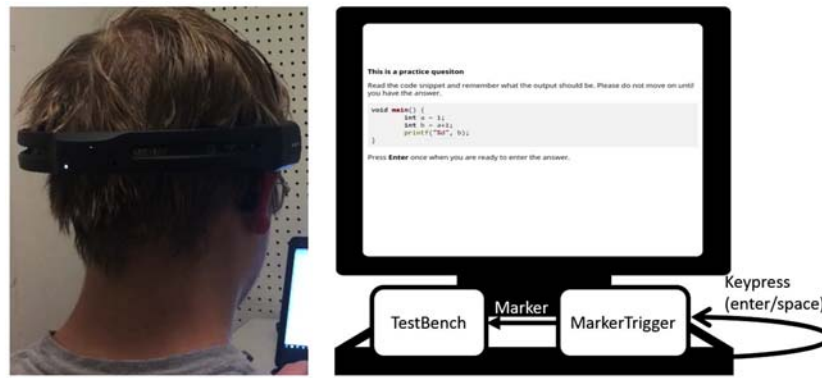 This is a practice quesiton
Read the code snippet and remember what the output should be. Please do not move on until
you have the answer.
void main() {
int a = 1;
int b = a+1;
printf("%d", b);
}
Press Enter once when you are ready to enter the answer.
Keypress
(enter/space)
TestBench
Marker
MarkerTrigger